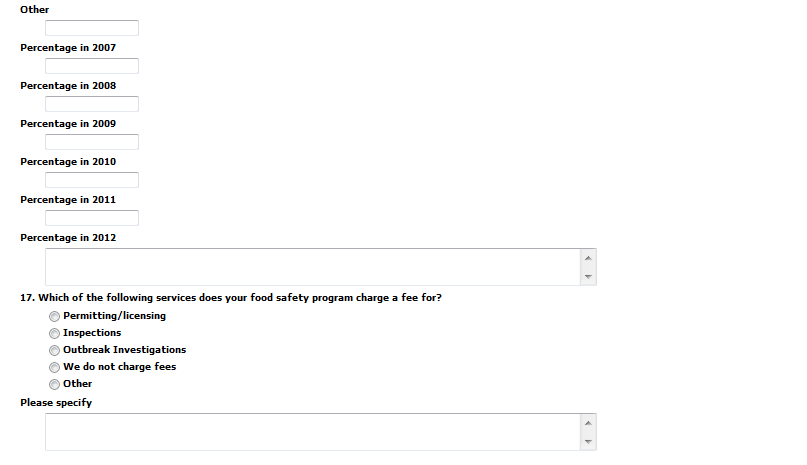 Other
Percentage in 2007
Percentage in 2008
Percentage in 2009
Percentage in 2010
Percentage in 2011
Percentage in 2012
17. Which of the following services does your food safety program charge a fee for?
Permitting/licensing
Inspections
Outbreak Investigations
We do not charge fees
Other
Please specify